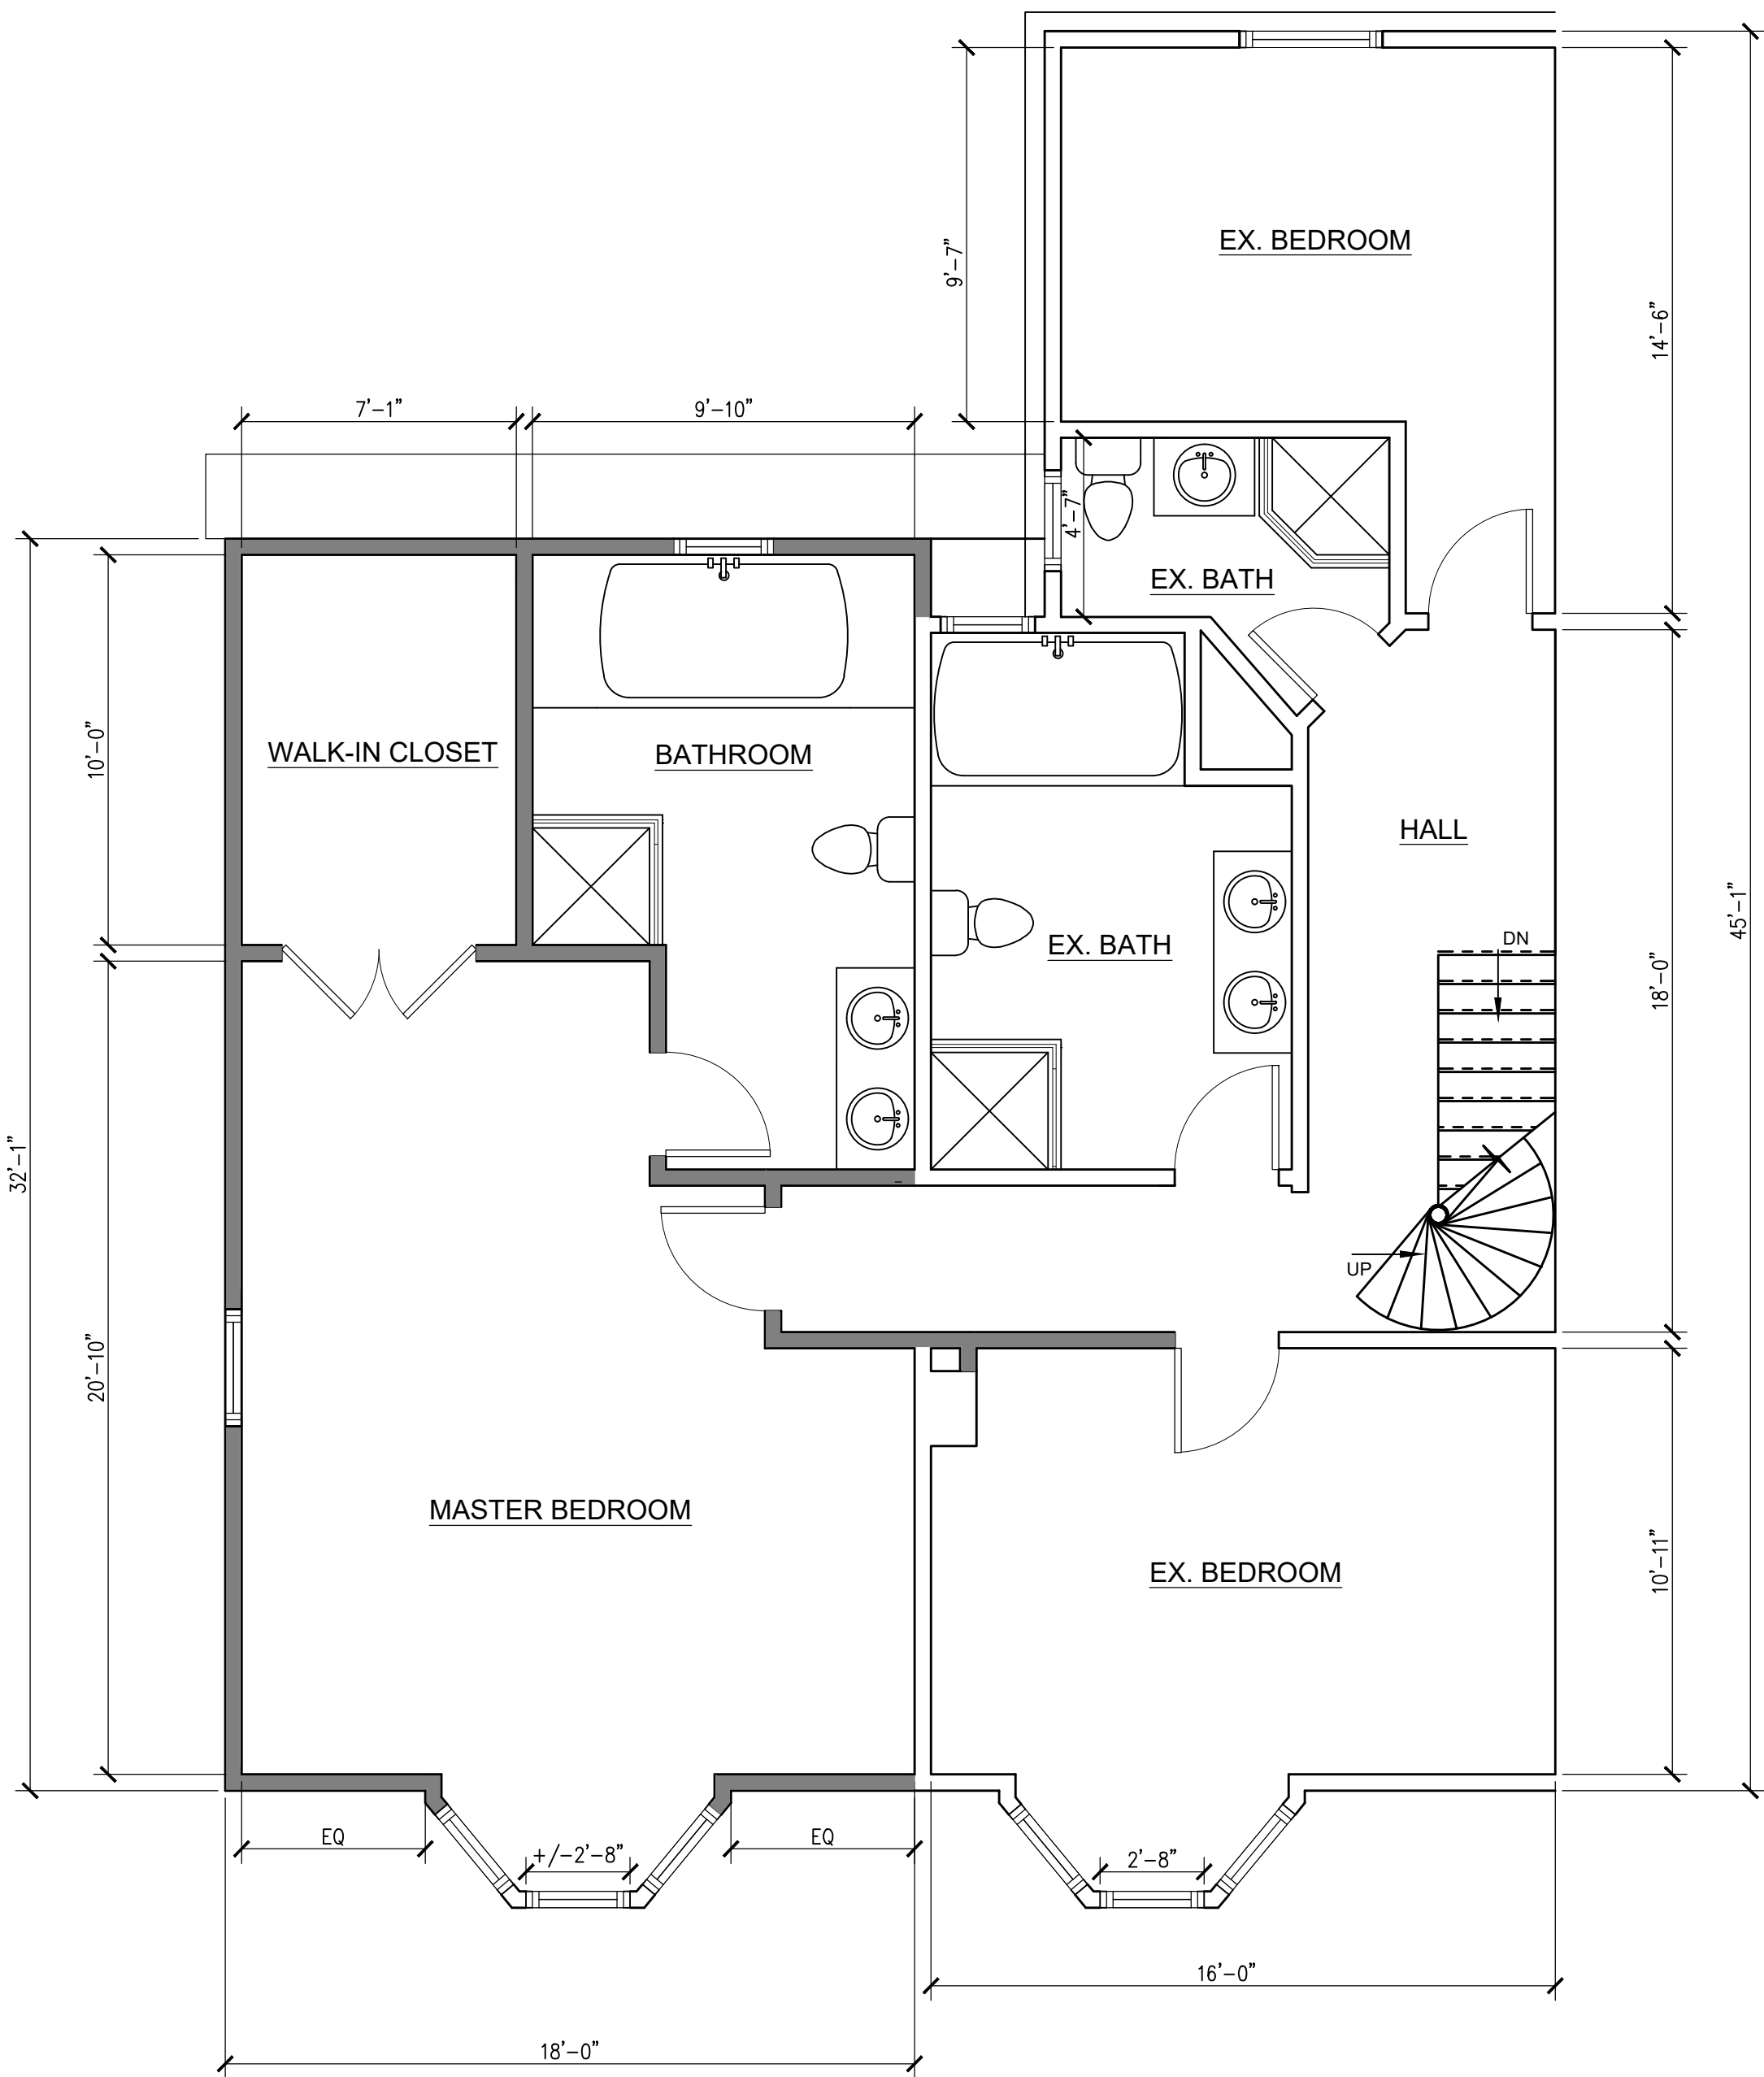 EX. BEDROOM
9'-7"
14'-6"
7'-1"
9'-10"
4'-7"
EX. BATH
10'-0"
WALK-IN CLOSET
BATHROOM
HALL
45'-1"
EX. BATH
DN
18'-0"
32'-1"
UP
20'-10"
MASTER BEDROOM
EX. BEDROOM
10'-11"
EQ
+/-2'-8"
EQ
2'-8"
16'-0"
18'-0"